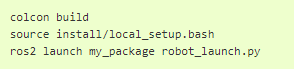 colcon build
source install/local_setup.bash
ros2 launch my_package robot_launch.py